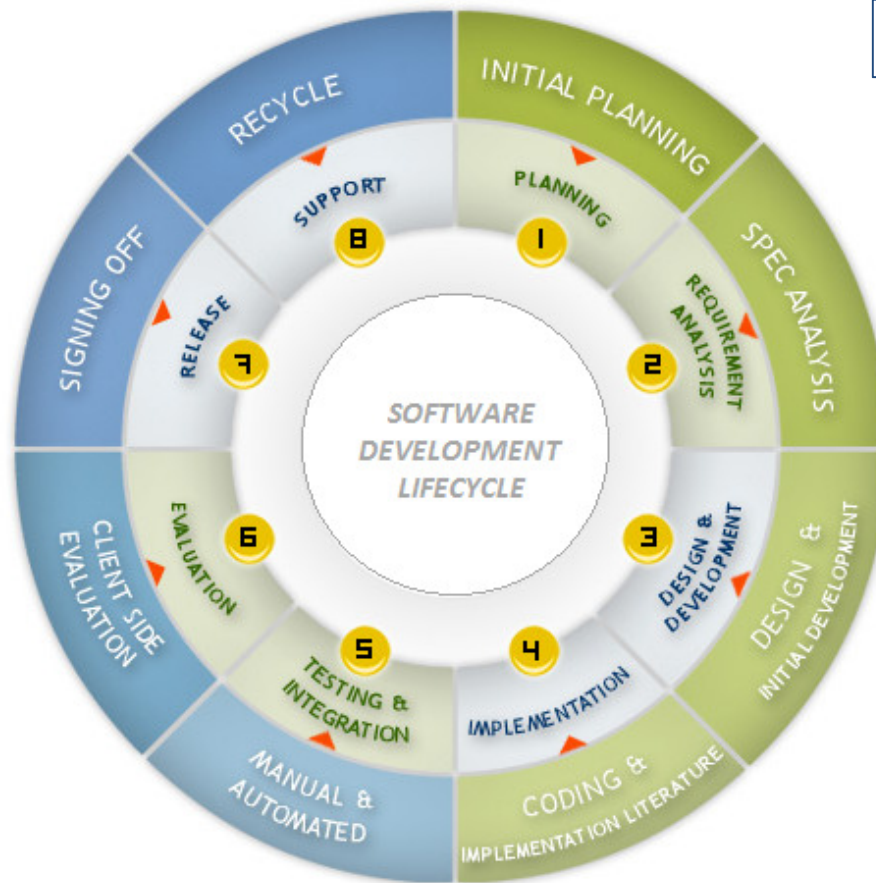 INITIAL PLANNING
PLANNING
1
SPEC ANALYSIS
REQUIREMENT
ANALYSIS
2
DESIGN &
INITIAL DEVELOPMENT
DESIGN &
DEVELOPMENT
3
CODING &
IMPLEMENTATION LITERATURE
IMPLEMENTATION
4
MANUAL &
AUTOMATED
TESTING &
INTEGRATION
5
CLIENT SIDE
EVALUATION
EVALUATION
6
SIGNING OFF
RELEASE
7
RECYCLE
SUPPORT
8
SOFTWARE
DEVELOPMENT
LIFECYCLE